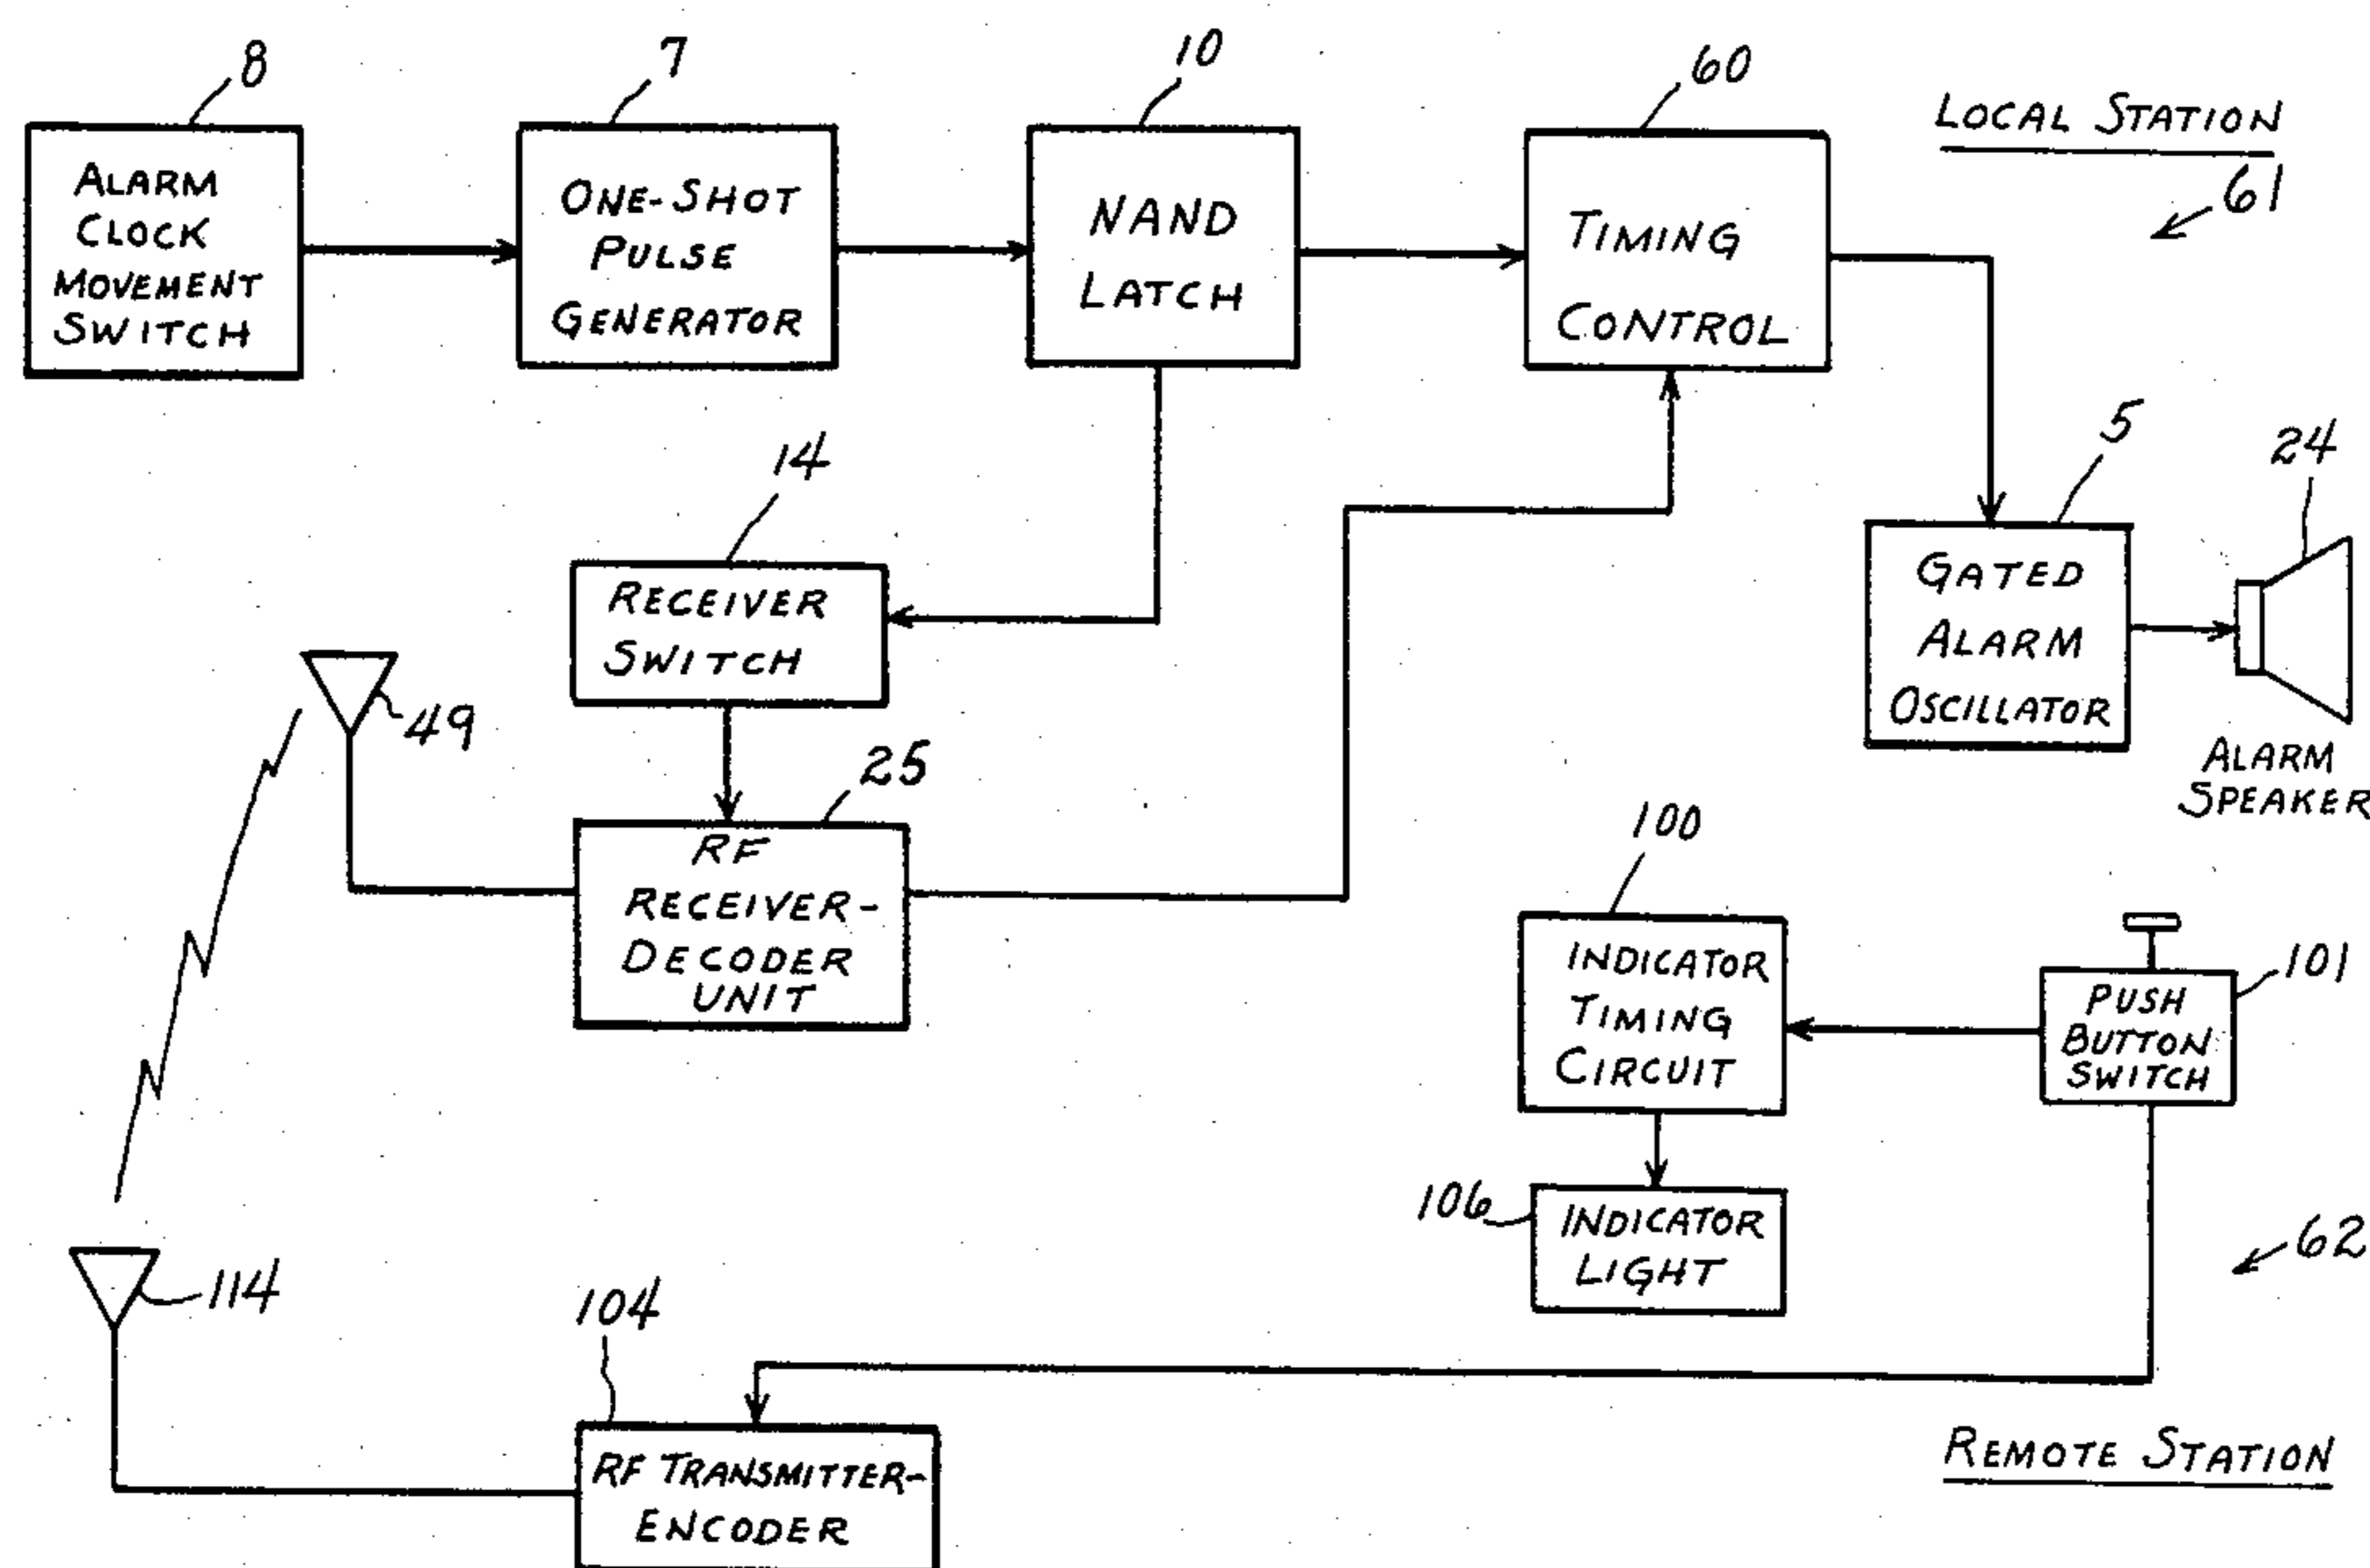 8
7
10
60
LOCAL STATION
61
ALARM
CLOCK
MOVEMENT
SWITCH
ONE-SHOT
PULSE
GENERATOR
NAND
LATCH
TIMING
CONTROL
14
5
24
RECEIVER
SWITCH
GATED
ALARM
OSCILLATOR
ALARM
SPEAKER
49
25
RF
RECEIVER-
DECODER
UNIT
100
INDICATOR
TIMING
CIRCUIT
101
PUSH
BUTTON
SWITCH
106
INDICATOR
LIGHT
62
114
104
RF TRANSMITTER-
ENCODER
REMOTE STATION